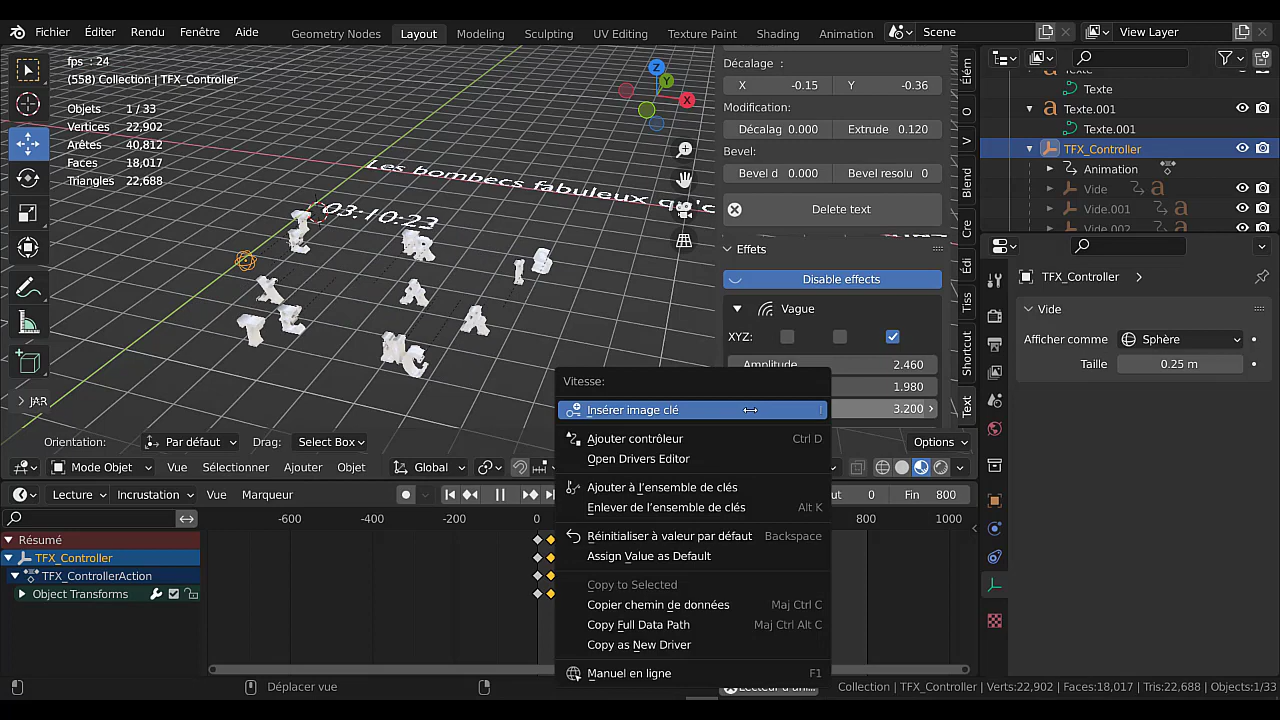 Fichier Éditer Rendu Fenêtre Aide Geometry Nodes Layout Modeling Sculpting UV Editing Texture Paint Shading Animation Scene View Layer
fps : 24
(558) Collection | TFX_Controller
Objets 1 / 33
Vertices 22,902
Arêtes 40,812
Faces 18,017
Triangles 22,688
Z
Y
X
Les bombecs fabuleux qu'c
03:10:23
JAR
Décalage :
X -0.15 Y -0.36
Modification:
Décalag 0.000 Extrude 0.120
Bevel:
Bevel d 0.000 Bevel resolu 0
Delete text
Effets
Disable effects
Vague
XYZ:
Amplitude 2.460
1.980
3.200
Élém
O
V
Blend
Cre
Edi
Tiss
Shortcut
Text
Texte
Texte
Texte.001
Texte.001
TFX_Controller
Animation
Vide
Vide.001
Vide.002
TFX_Controller
Vide
Afficher comme Sphère
Taille 0.25 m
Orientation: Par défaut Drag: Select Box Options
Mode Objet Vue Sélectionner Ajouter Objet Global
Vitesse:
Insérer image clé I
Ajouter contrôleur Ctrl D
Open Drivers Editor
Ajouter à l'ensemble de clés
Enlever de l'ensemble de clés Alt K
Réinitialiser à valeur par défaut Backspace
Assign Value as Default
Copy to Selected
Copier chemin de données Maj Ctrl C
Copy Full Data Path Maj Ctrl Alt C
Copy as New Driver
Manuel en ligne F1
Lecture Incrustation Vue Marqueur 0 Fin 800
-600 -400 -200 0 800 1000
Résumé
TFX_Controller
TFX_ControllerAction
Object Transforms
Déplacer vue
Collection | TFX_Controller | Verts:22,902 | Faces:18,017 | Tris:22,688 | Objects:1/33